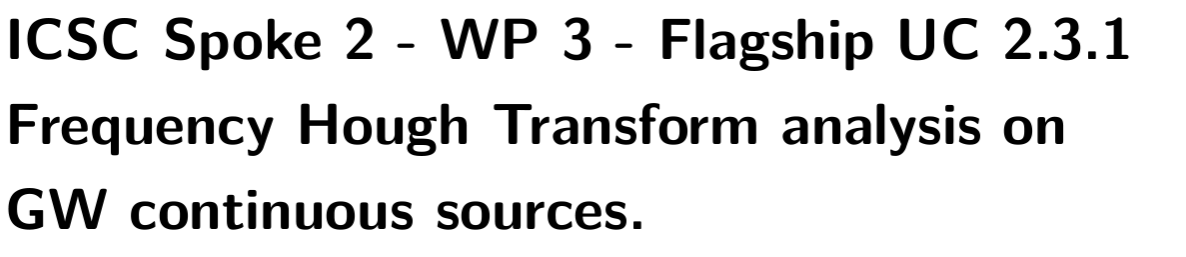 ICSC Spoke 2 - WP 3 - Flagship UC 2.3.1
Frequency Hough Transform analysis on
GW continuous sources.